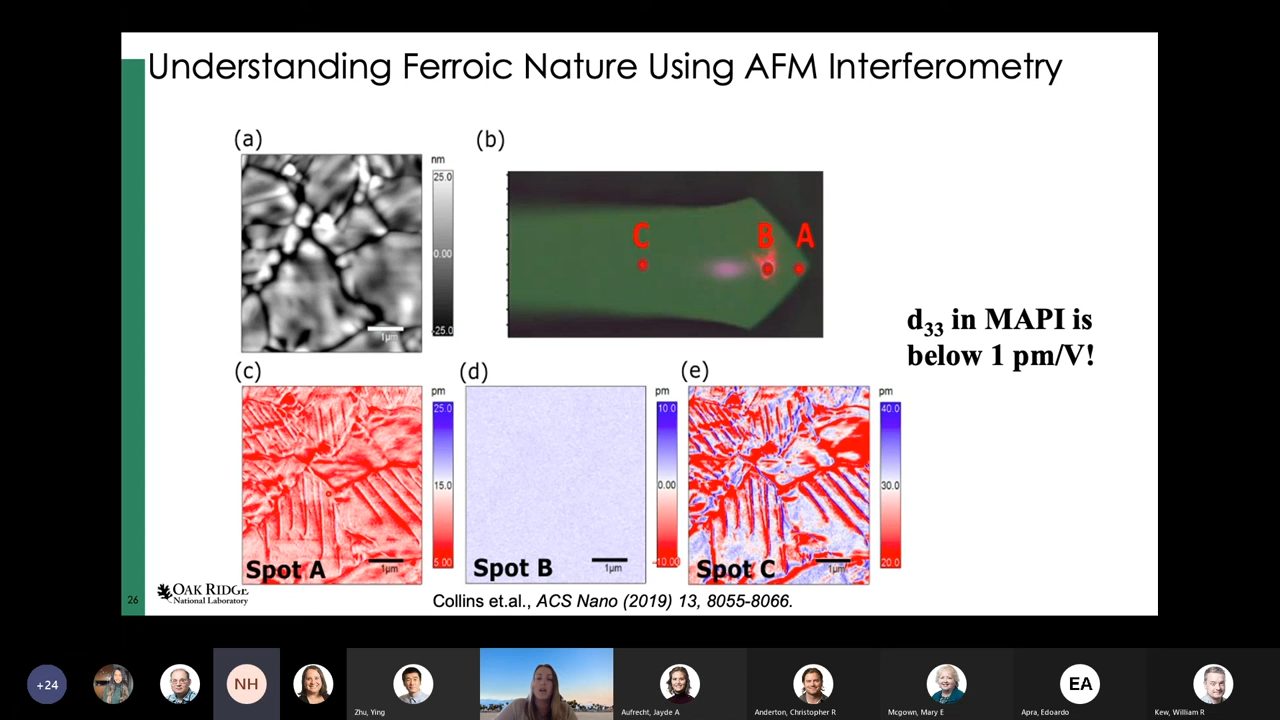 Understanding Ferroic Nature Using AFM Interferometry
(a)
(b)
nm
25.0
0.00
-25.0
1μm
C
B
A
d33 in MAPI is
below 1 pm/V!
(c)
(d)
(e)
pm
25.0
15.0
5.00
Spot A
1μm
pm
10.0
0.00
-10.00
Spot B
1μm
pm
40.0
30.0
20.0
Spot C
1μm
26
OAK RIDGE
National Laboratory
Collins et.al., ACS Nano (2019) 13, 8055-8066.
+24
NH
Zhu, Ying
Aufrecht, Jayde A
Anderton, Christopher R
Mcgown, Mary E
EA
Apra, Edoardo
Kew, William R